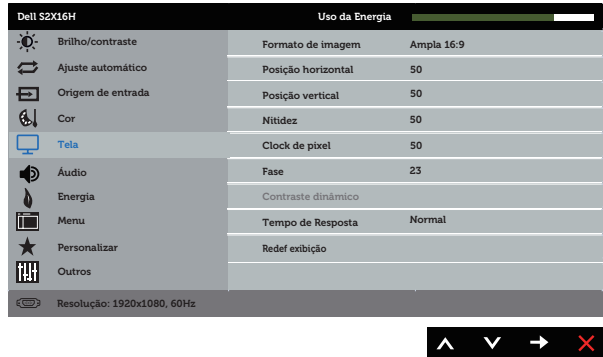 Dell S2X16H Uso da Energia
Brilho/contraste Formato de imagem Ampla 16:9
Ajuste automático Posição horizontal 50
Origem de entrada Posição vertical 50
Cor Nitidez 50
Tela Clock de pixel 50
Áudio Fase 23
Energia Contraste dinâmico
Menu Tempo de Resposta Normal
Personalizar Redef exibição
Outros
Resolução: 1920x1080, 60Hz